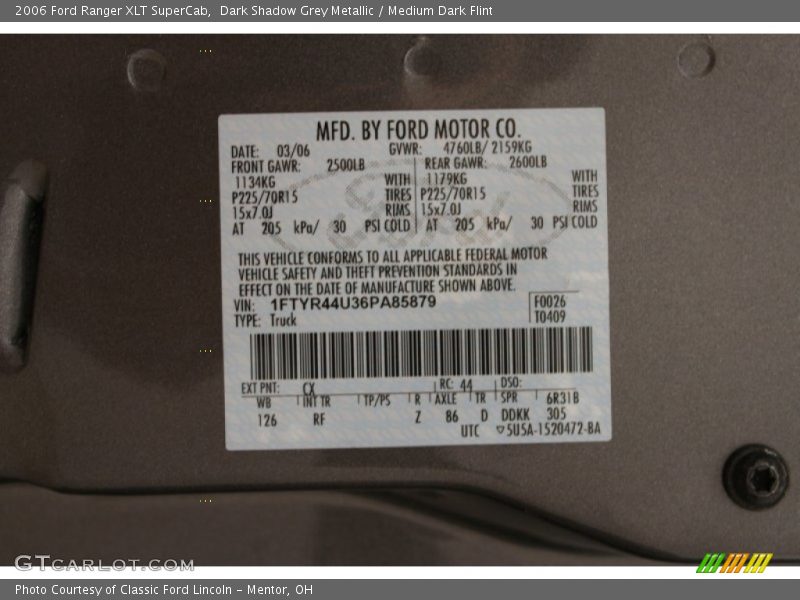 2006 Ford Ranger XLT SuperCab,  Dark Shadow Grey Metallic / Medium Dark Flint
MFD. BY FORD MOTOR CO.
DATE: 03/06 GVWR: 4760LB/ 2159KG
FRONT GAWR: 2500LB REAR GAWR: 2600LB
1134KG WITH 1179KG WITH
P225/70R15 TIRES P225/70R15 TIRES
15x7.0J RIMS 15x7.0J RIMS
AT 205 kPa/ 30 PSI COLD AT 205 kPa/ 30 PSI COLD
THIS VEHICLE CONFORMS TO ALL APPLICABLE FEDERAL MOTOR
VEHICLE SAFETY AND THEFT PREVENTION STANDARDS IN
EFFECT ON THE DATE OF MANUFACTURE SHOWN ABOVE.
VIN: 1FTYR44U36PA85879 F0026
TYPE: Truck T0409
EXT PNT: CX RC: 44 DSO:
WB INT TR TP/PS R AXLE TR SPR 6R31B
126 RF Z 86 D DDKK 305
UTC ▽5U5A-1520472-BA
GTCARLOT.COM
Photo Courtesy of Classic Ford Lincoln - Mentor, OH